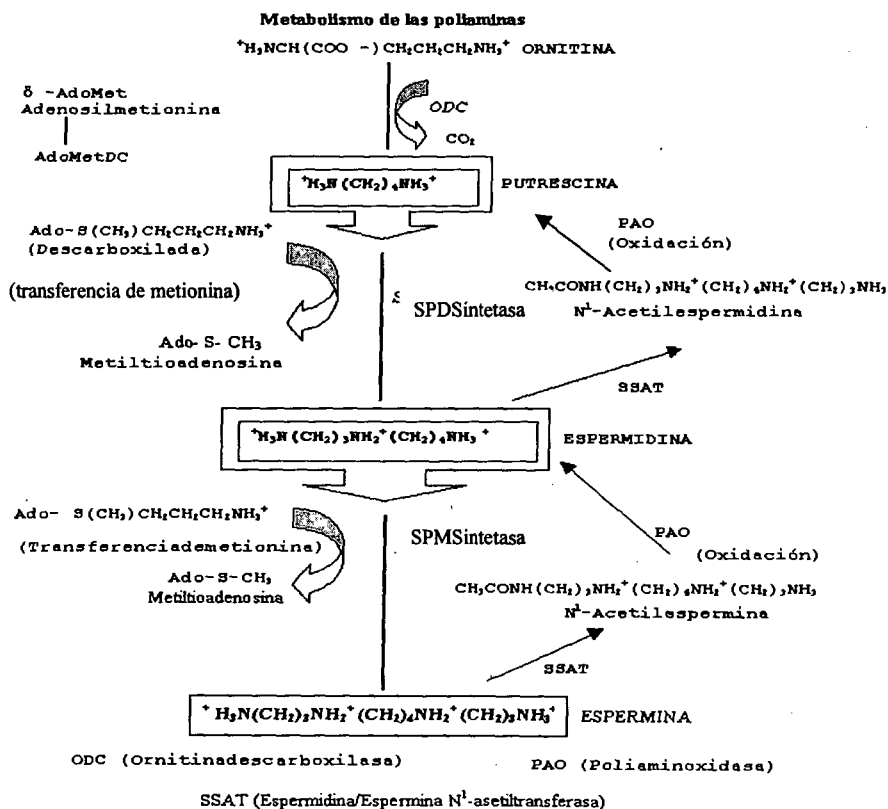 Metabolismo de las poliaminas
⁺H₃NCH(COO -)CH₂CH₂CH₂NH₃⁺ ORNITINA
δ -AdoMet
Adenosilmetionina
AdoMetDC
ODC
CO₂
⁺H₃N(CH₂)₄NH₃⁺
PUTRESCINA
Ado-S(CH₃)CH₂CH₂CH₂NH₃⁺
(Descarboxilada)
PAO
(Oxidación)
(transferencia de metionina)
S
SPDSíntetasa
CH₃CONH(CH₂)₃NH₂⁺(CH₂)₄NH₂⁺(CH₂)₃NH₃
N¹-Acetilespermidina
Ado- S- CH₃
Metiltioadenosina
SSAT
⁺H₃N(CH₂)₃NH₂⁺(CH₂)₄NH₃ ⁺
ESPERMIDINA
Ado- S(CH₃)CH₂CH₂CH₂NH₃⁺
(Transferenciademetionina)
SPMSintetasa
PAO
(Oxidación)
Ado-S-CH₃
Metiltioadenosina
CH₃CONH(CH₂)₃NH₂⁺(CH₂)₄NH₂⁺(CH₂)₃NH₃
N¹-Acetilespermina
SSAT
⁺ H₃N(CH₂)₃NH₂⁺(CH₂)₄NH₂⁺(CH₂)₃NH₃⁺
ESPERMINA
ODC (Ornitinadescarboxilasa)
PAO (Poliaminoxidasa)
SSAT (Espermidina/Espermina N¹-asetiltransferasa)